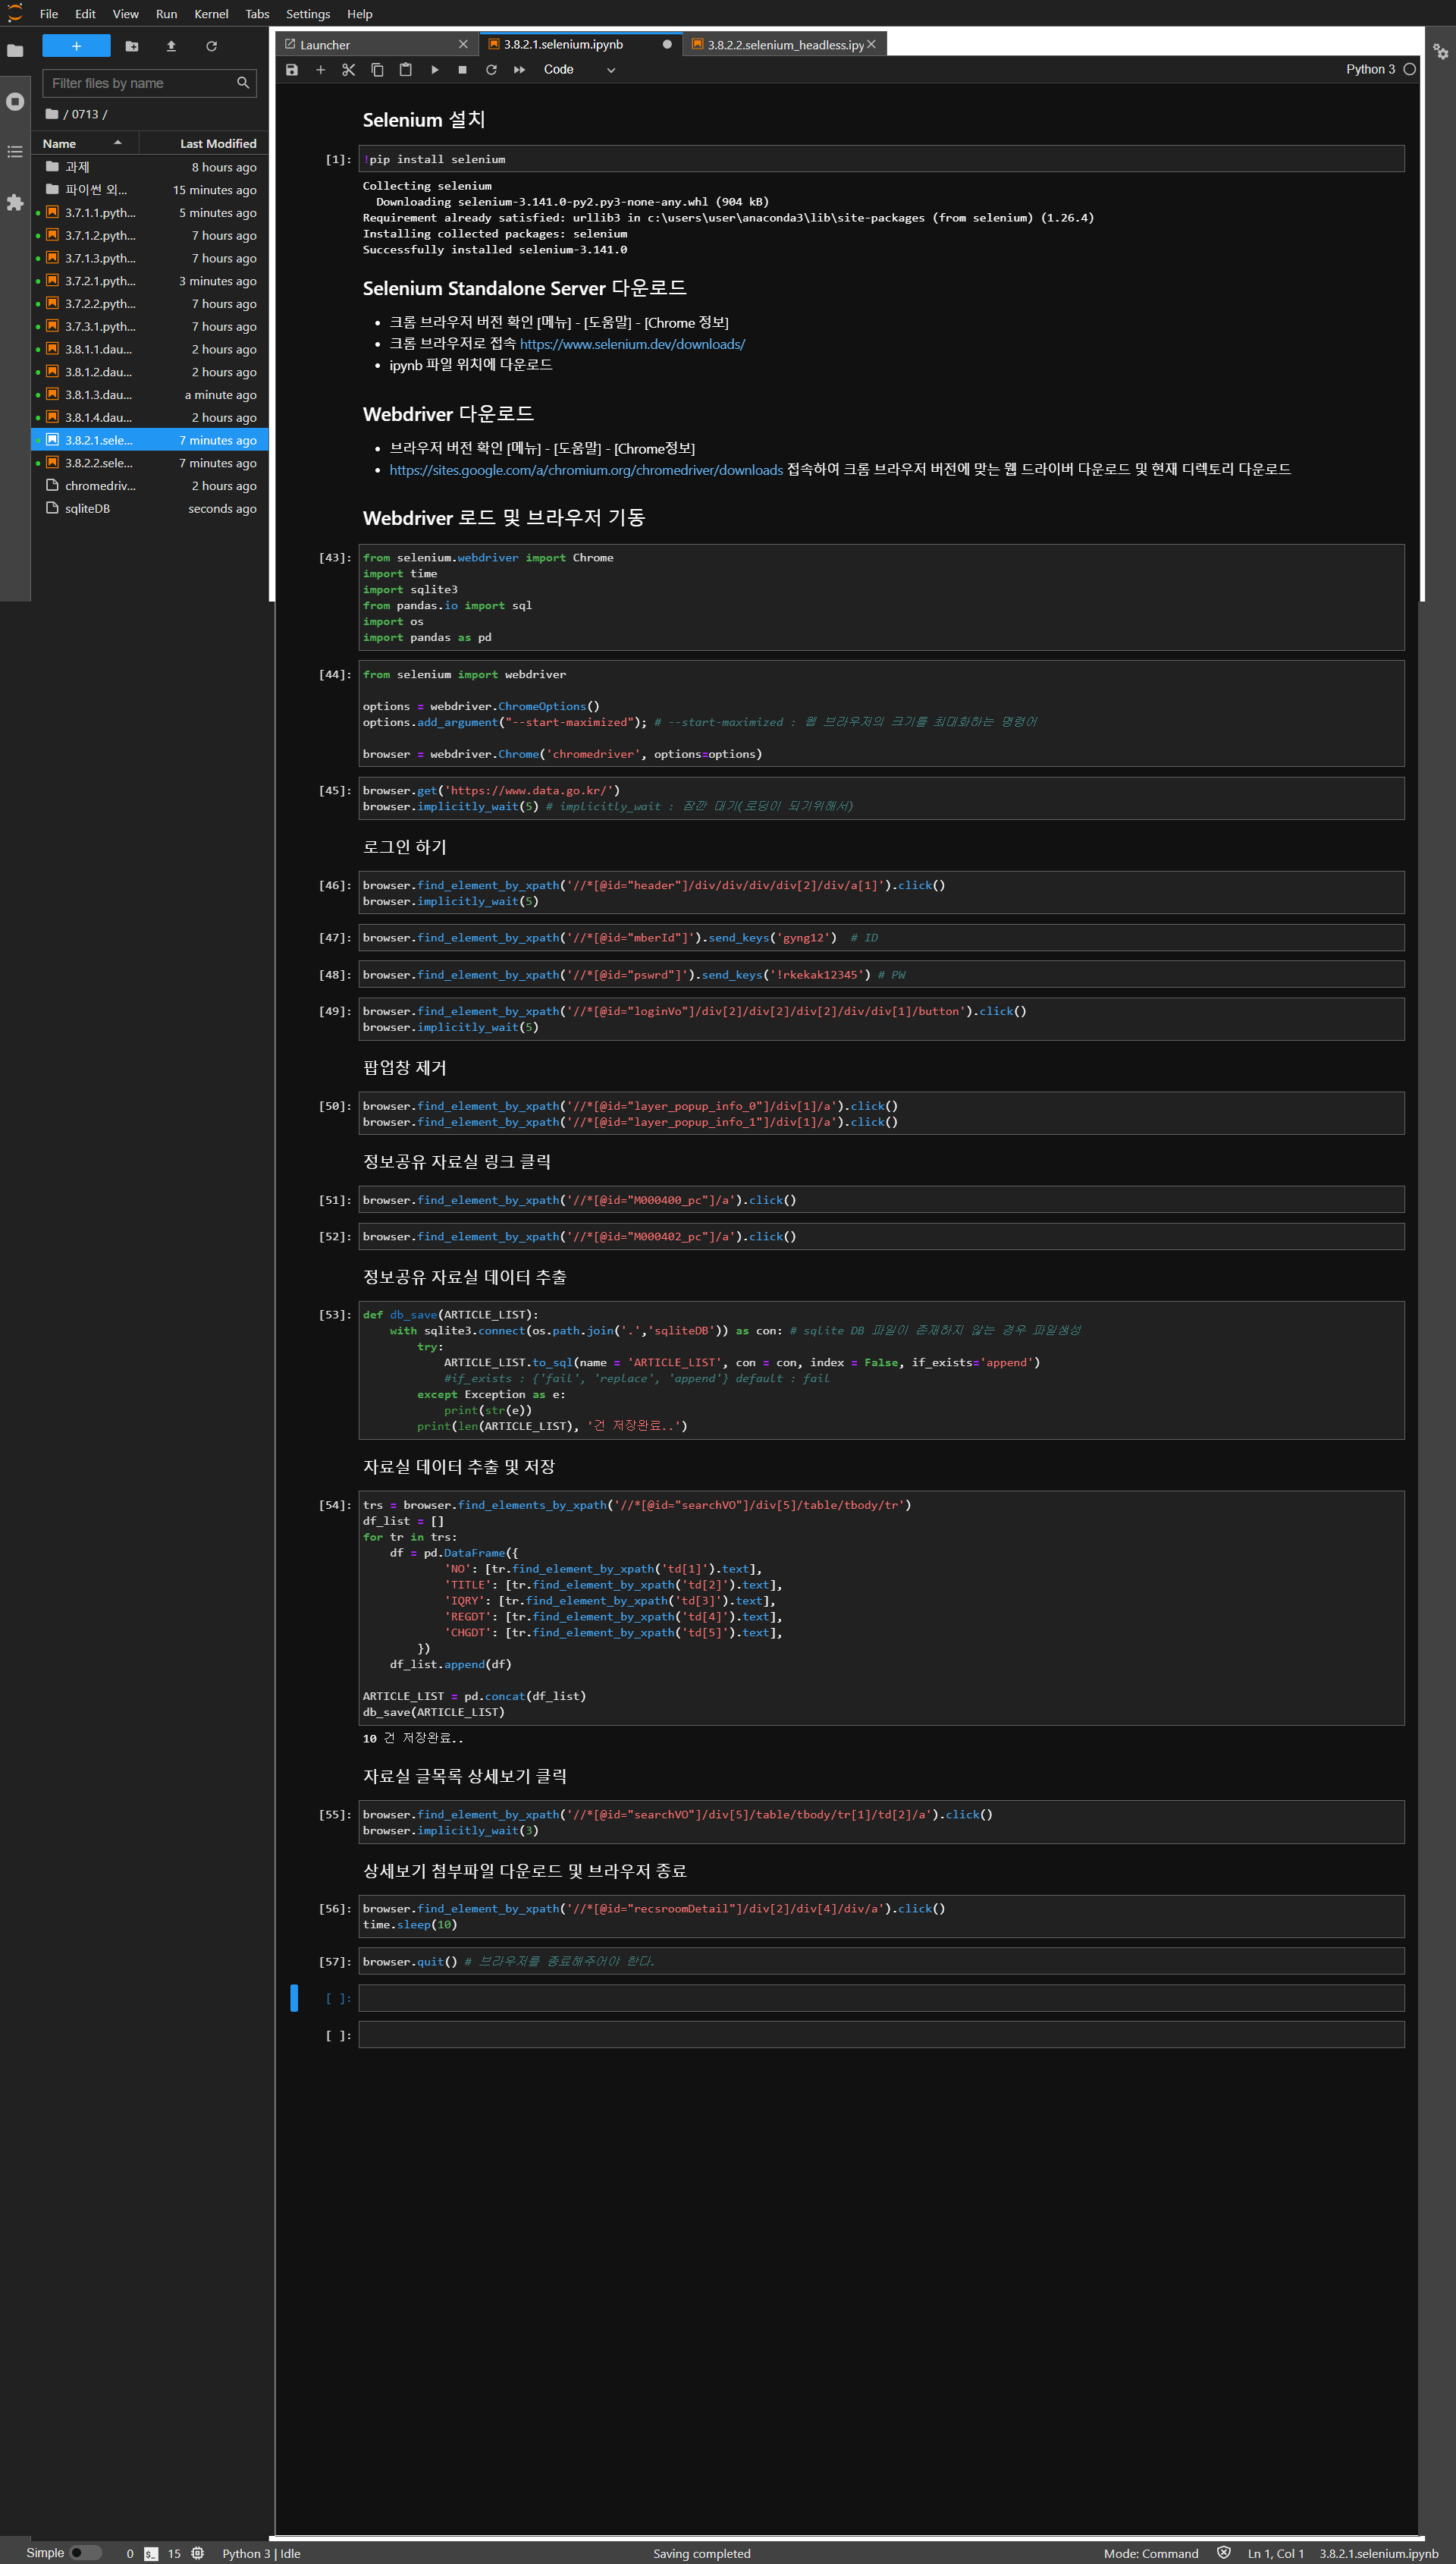 File Edit View Run Kernel Tabs Settings Help
Launcher
3.8.2.1.selenium.ipynb
3.8.2.2.selenium_headless.ipy
Code
Python 3
Filter files by name
/ 0713 /
Name Last Modified
과제 8 hours ago
파이썬 외... 15 minutes ago
3.7.1.1.pyth... 5 minutes ago
3.7.1.2.pyth... 7 hours ago
3.7.1.3.pyth... 7 hours ago
3.7.2.1.pyth... 3 minutes ago
3.7.2.2.pyth... 7 hours ago
3.7.3.1.pyth... 7 hours ago
3.8.1.1.dau... 2 hours ago
3.8.1.2.dau... 2 hours ago
3.8.1.3.dau... a minute ago
3.8.1.4.dau... 2 hours ago
3.8.2.1.sele... 7 minutes ago
3.8.2.2.sele... 7 minutes ago
chromedriv... 2 hours ago
sqliteDB seconds ago
Selenium 설치
[1]: !pip install selenium
Collecting selenium
  Downloading selenium-3.141.0-py2.py3-none-any.whl (904 kB)
Requirement already satisfied: urllib3 in c:\users\user\anaconda3\lib\site-packages (from selenium) (1.26.4)
Installing collected packages: selenium
Successfully installed selenium-3.141.0
Selenium Standalone Server 다운로드
• 크롬 브라우저 버전 확인 [메뉴] - [도움말] - [Chrome 정보]
• 크롬 브라우저로 접속 https://www.selenium.dev/downloads/
• ipynb 파일 위치에 다운로드
Webdriver 다운로드
• 브라우저 버전 확인 [메뉴] - [도움말] - [Chrome정보]
• https://sites.google.com/a/chromium.org/chromedriver/downloads 접속하여 크롬 브라우저 버전에 맞는 웹 드라이버 다운로드 및 현재 디렉토리 다운로드
Webdriver 로드 및 브라우저 기동
[43]: from selenium.webdriver import Chrome
import time
import sqlite3
from pandas.io import sql
import os
import pandas as pd
[44]: from selenium import webdriver
options = webdriver.ChromeOptions()
options.add_argument("--start-maximized"); # --start-maximized : 웹 브라우저의 크기를 최대화하는 명령어
browser = webdriver.Chrome('chromedriver', options=options)
[45]: browser.get('https://www.data.go.kr/')
browser.implicitly_wait(5) # implicitly_wait : 잠깐 대기(로딩이 되기위해서)
로그인 하기
[46]: browser.find_element_by_xpath('//*[@id="header"]/div/div/div/div[2]/div/a[1]').click()
browser.implicitly_wait(5)
[47]: browser.find_element_by_xpath('//*[@id="mberId"]').send_keys('gyng12')  # ID
[48]: browser.find_element_by_xpath('//*[@id="pswrd"]').send_keys('!rkekak12345') # PW
[49]: browser.find_element_by_xpath('//*[@id="loginVo"]/div[2]/div[2]/div[2]/div/div[1]/button').click()
browser.implicitly_wait(5)
팝업창 제거
[50]: browser.find_element_by_xpath('//*[@id="layer_popup_info_0"]/div[1]/a').click()
browser.find_element_by_xpath('//*[@id="layer_popup_info_1"]/div[1]/a').click()
정보공유 자료실 링크 클릭
[51]: browser.find_element_by_xpath('//*[@id="M000400_pc"]/a').click()
[52]: browser.find_element_by_xpath('//*[@id="M000402_pc"]/a').click()
정보공유 자료실 데이터 추출
[53]: def db_save(ARTICLE_LIST):
    with sqlite3.connect(os.path.join('.','sqliteDB')) as con: # sqlite DB 파일이 존재하지 않는 경우 파일생성
        try:
            ARTICLE_LIST.to_sql(name = 'ARTICLE_LIST', con = con, index = False, if_exists='append')
            #if_exists : {'fail', 'replace', 'append'} default : fail
        except Exception as e:
            print(str(e))
        print(len(ARTICLE_LIST), '건 저장완료..')
자료실 데이터 추출 및 저장
[54]: trs = browser.find_elements_by_xpath('//*[@id="searchVO"]/div[5]/table/tbody/tr')
df_list = []
for tr in trs:
    df = pd.DataFrame({
            'NO': [tr.find_element_by_xpath('td[1]').text],
            'TITLE': [tr.find_element_by_xpath('td[2]').text],
            'IQRY': [tr.find_element_by_xpath('td[3]').text],
            'REGDT': [tr.find_element_by_xpath('td[4]').text],
            'CHGDT': [tr.find_element_by_xpath('td[5]').text],
        })
    df_list.append(df)
ARTICLE_LIST = pd.concat(df_list)
db_save(ARTICLE_LIST)
10 건 저장완료..
자료실 글목록 상세보기 클릭
[55]: browser.find_element_by_xpath('//*[@id="searchVO"]/div[5]/table/tbody/tr[1]/td[2]/a').click()
browser.implicitly_wait(3)
상세보기 첨부파일 다운로드 및 브라우저 종료
[56]: browser.find_element_by_xpath('//*[@id="recsroomDetail"]/div[2]/div[4]/div/a').click()
time.sleep(10)
[57]: browser.quit() # 브라우저를 종료해주어야 한다.
[ ]:
[ ]:
Simple 0 $_ 15 Python 3 | Idle Saving completed Mode: Command Ln 1, Col 1 3.8.2.1.selenium.ipynb